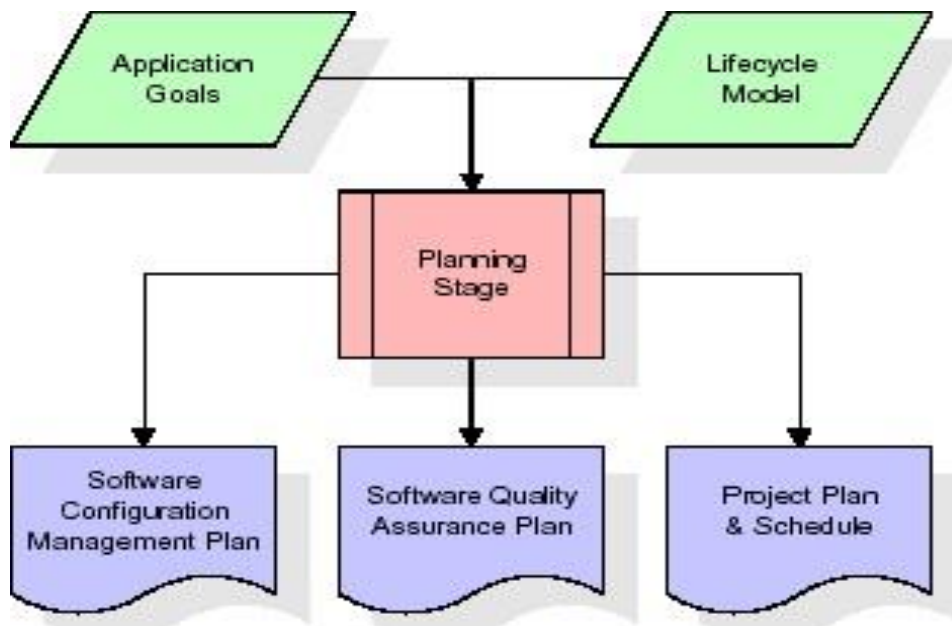 Application
Goals
Lifecycle
Model
Planning
Stage
Software
Configuration
Management Plan
Software Quality
Assurance Plan
Project Plan
& Schedule